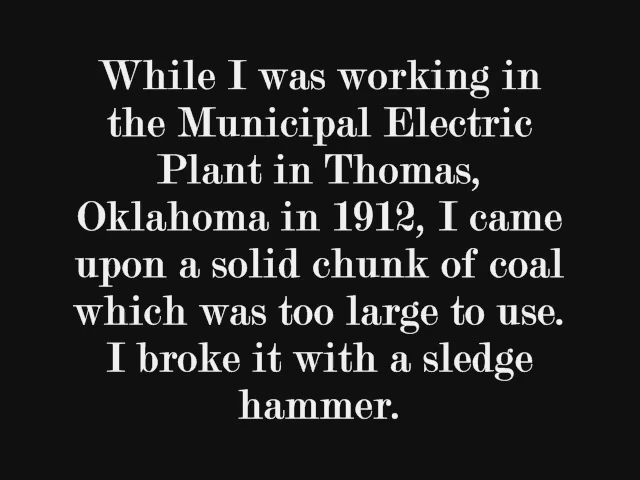 While I was working in
the Municipal Electric
Plant in Thomas,
Oklahoma in 1912, I came
upon a solid chunk of coal
which was too large to use.
I broke it with a sledge
hammer.